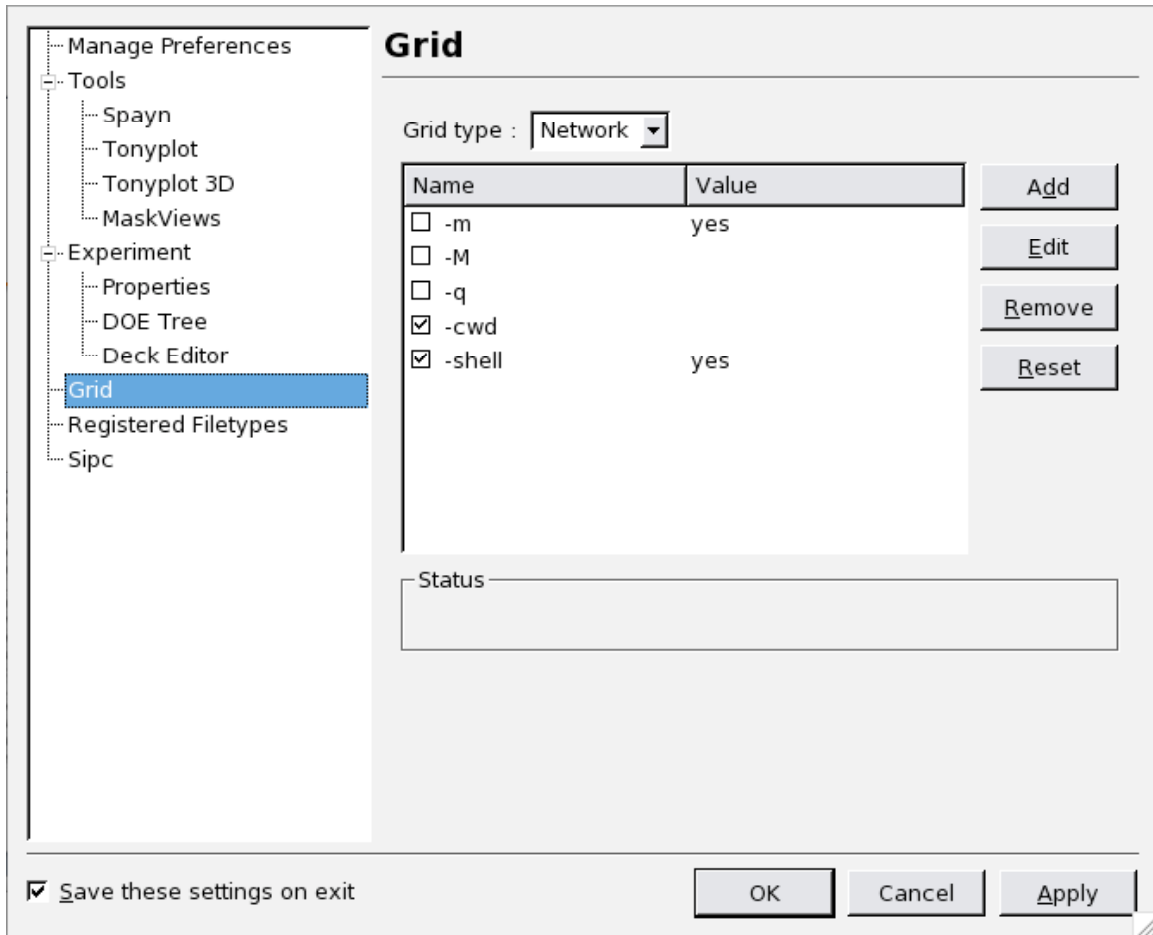 Manage Preferences
Tools
Spayn
Tonyplot
Tonyplot 3D
MaskViews
Experiment
Properties
DOE Tree
Deck Editor
Grid
Registered Filetypes
Sipc
Grid
Grid type : Network
Name Value
-m yes
-M
-q
-cwd
-shell yes
Add
Edit
Remove
Reset
Status
Save these settings on exit
OK Cancel Apply